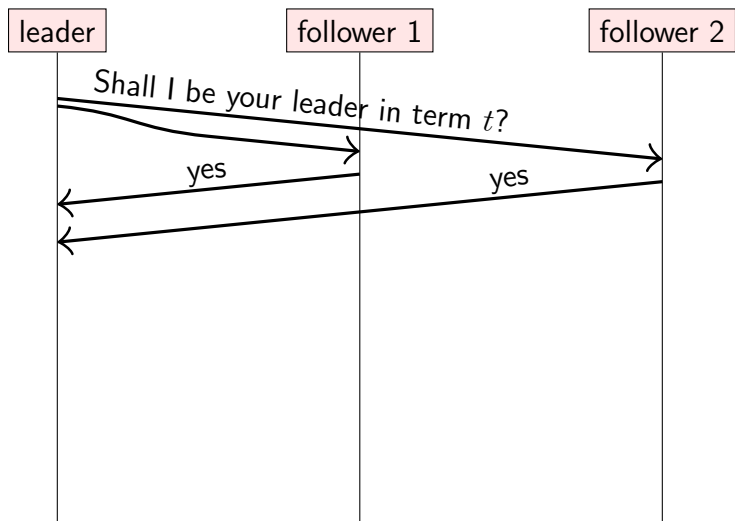 leader
follower 1
follower 2
Shall I be your leader in term t?
yes
yes